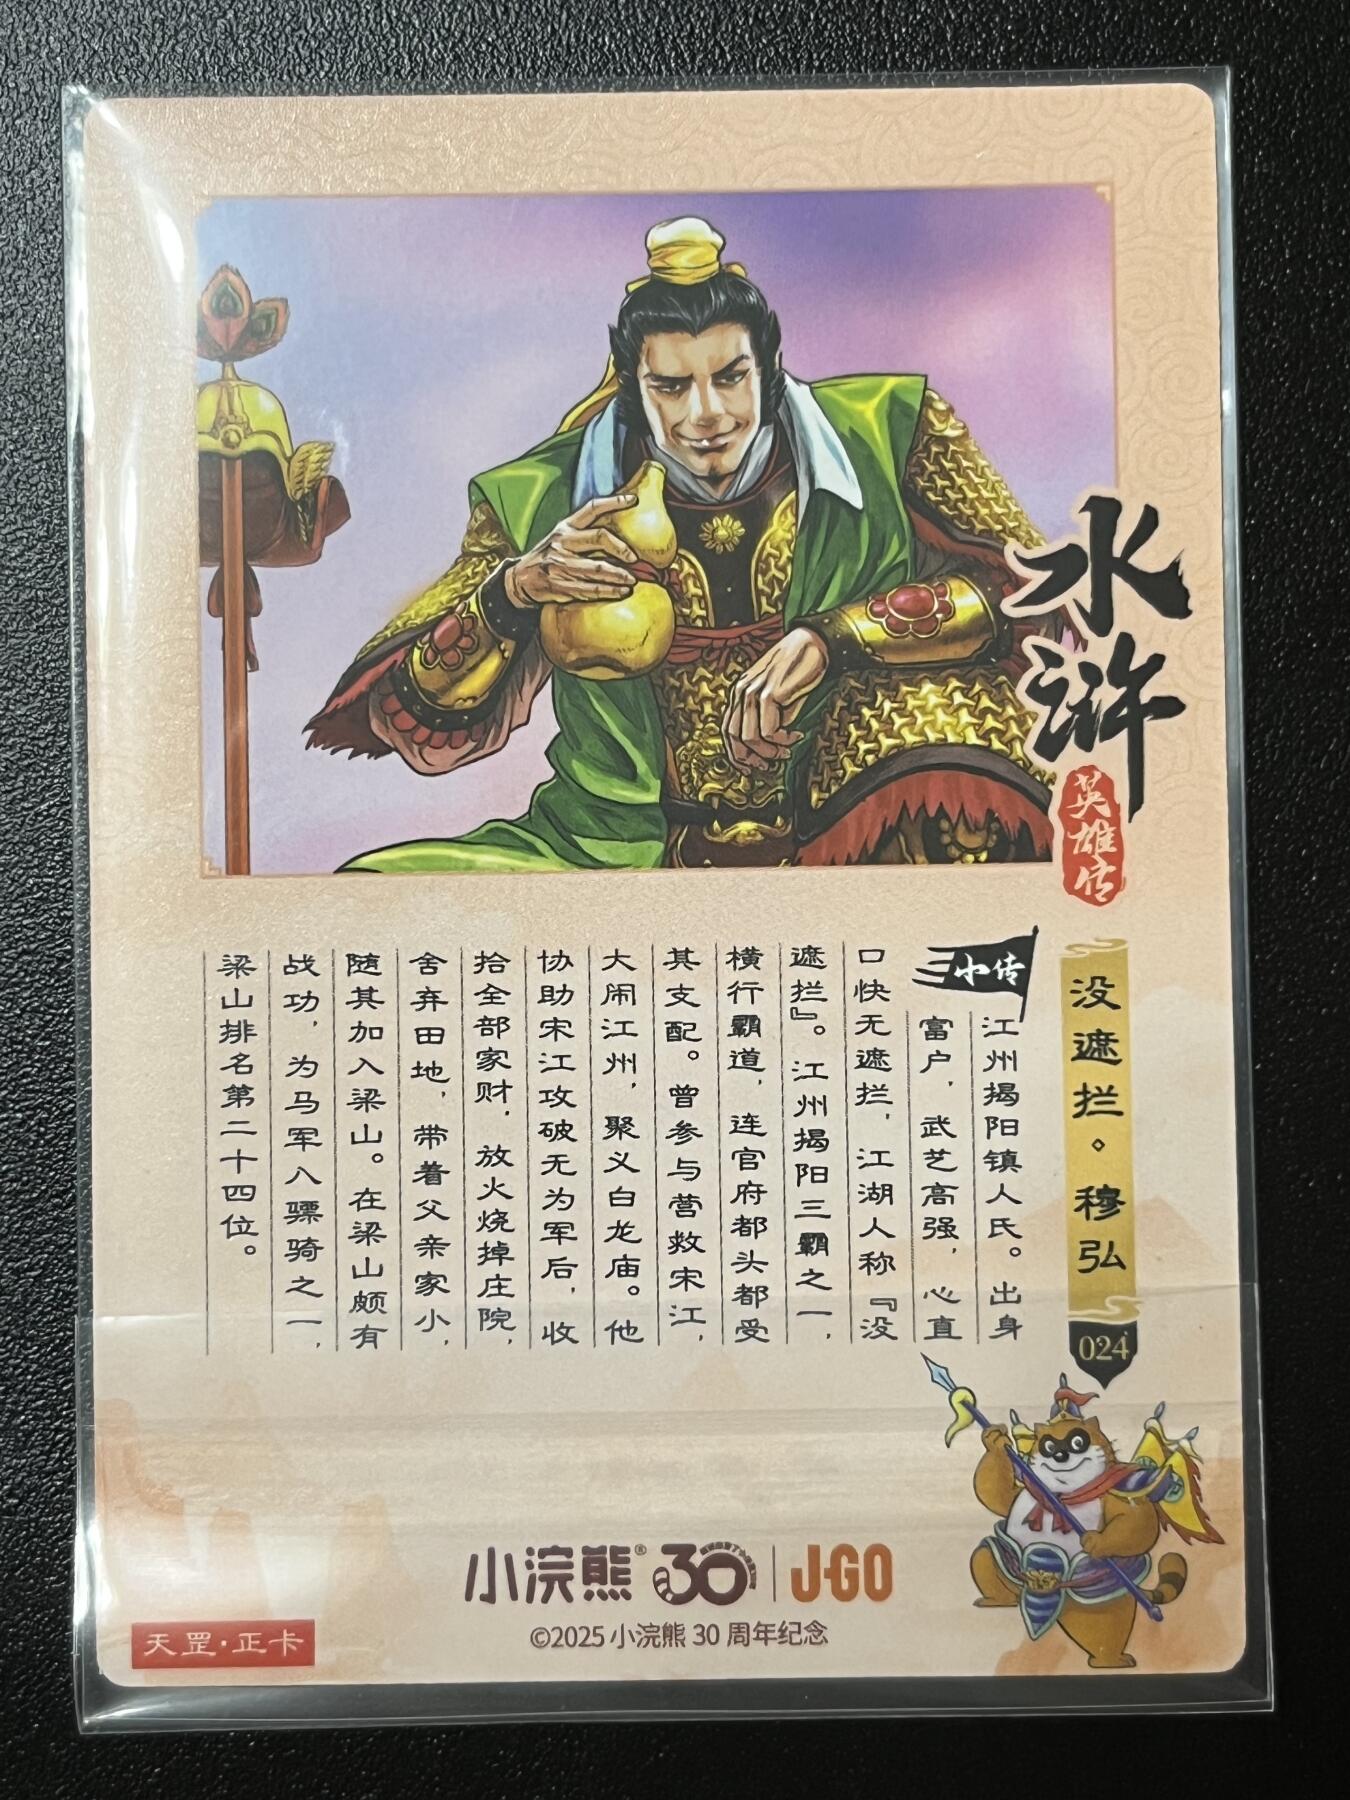 水浒
英雄传
没遮拦·穆弘
024
小传
江州揭阳镇人氏。出身
富户，武艺高强，心直
口快无遮拦，江湖人称『没
遮拦』。江州揭阳三霸之一，
横行霸道，连官府都头都受
其支配。曾参与营救宋江，
大闹江州，聚义白龙庙。他
协助宋江攻破无为军后，收
拾全部家财，放火烧掉庄院，
舍弃田地，带着父亲家小，
随其加入梁山。在梁山颇有
战功，为马军八骠骑之一，
梁山排名第二十四位。
小浣熊® 30 | J-GO
©2025 小浣熊 30 周年纪念
天罡·正卡